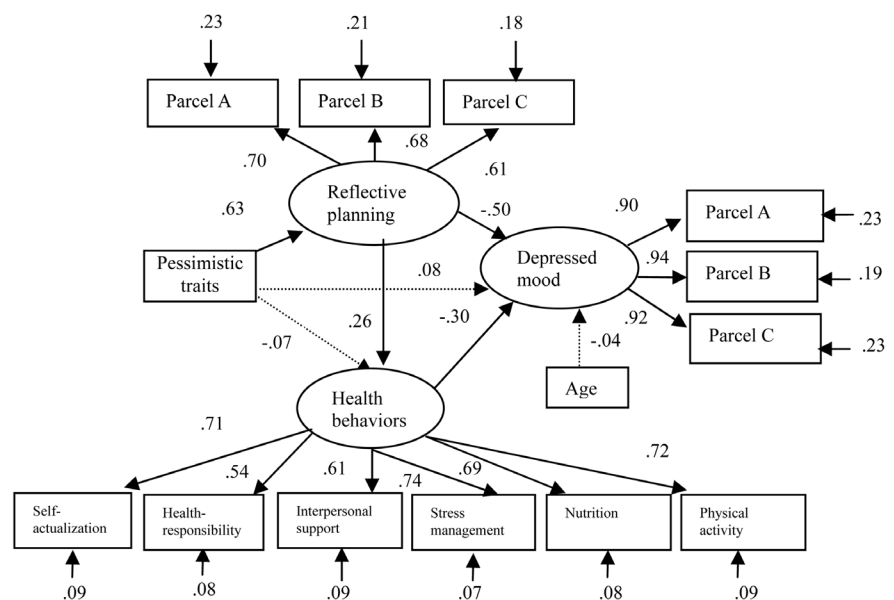 .23
.21
.18
Parcel A
Parcel B
Parcel C
.70
.68
.61
.63
Reflective
planning
-.50
.90
Parcel A
.23
Pessimistic
traits
.08
Depressed
mood
.94
Parcel B
.19
.26
-.30
.92
Parcel C
.23
-.07
-.04
Age
Health
behaviors
.71
.54
.61
.74
.69
.72
Self-
actualization
Health-
responsibility
Interpersonal
support
Stress
management
Nutrition
Physical
activity
.09
.08
.09
.07
.08
.09